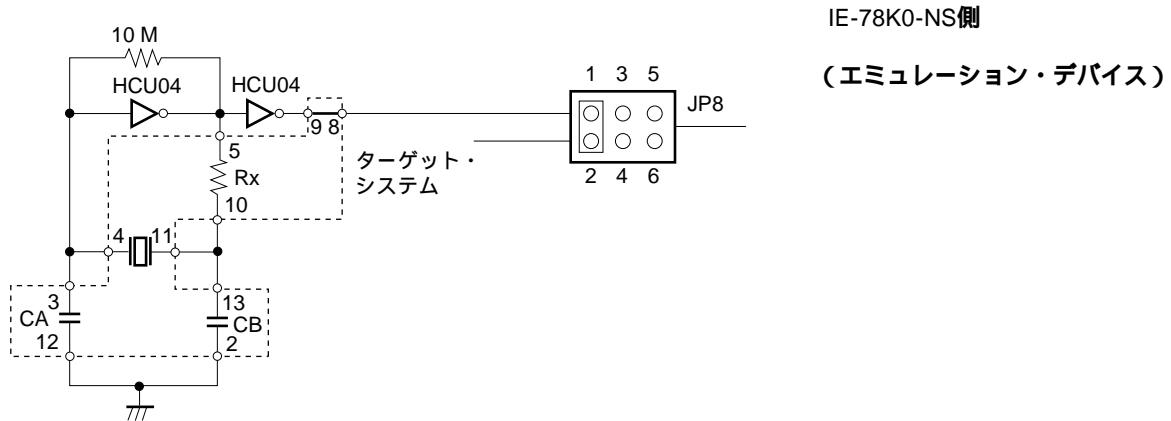 IE-78K0-NS側
10 M
（エミュレーション・デバイス）
HCU04
HCU04
1 3 5
JP8
9 8
5
ターゲット・
システム
2 4 6
Rx
10
4
11
3
13
CA
CB
12
2